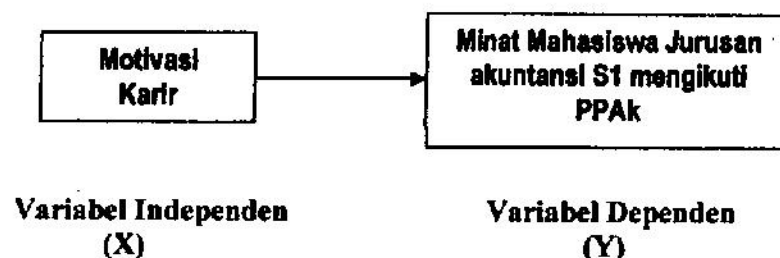 Motivasi
Karir
Minat Mahasiswa Jurusan
akuntansi S1 mengikuti
PPAk
Variabel Independen
(X)
Variabel Dependen
(Y)